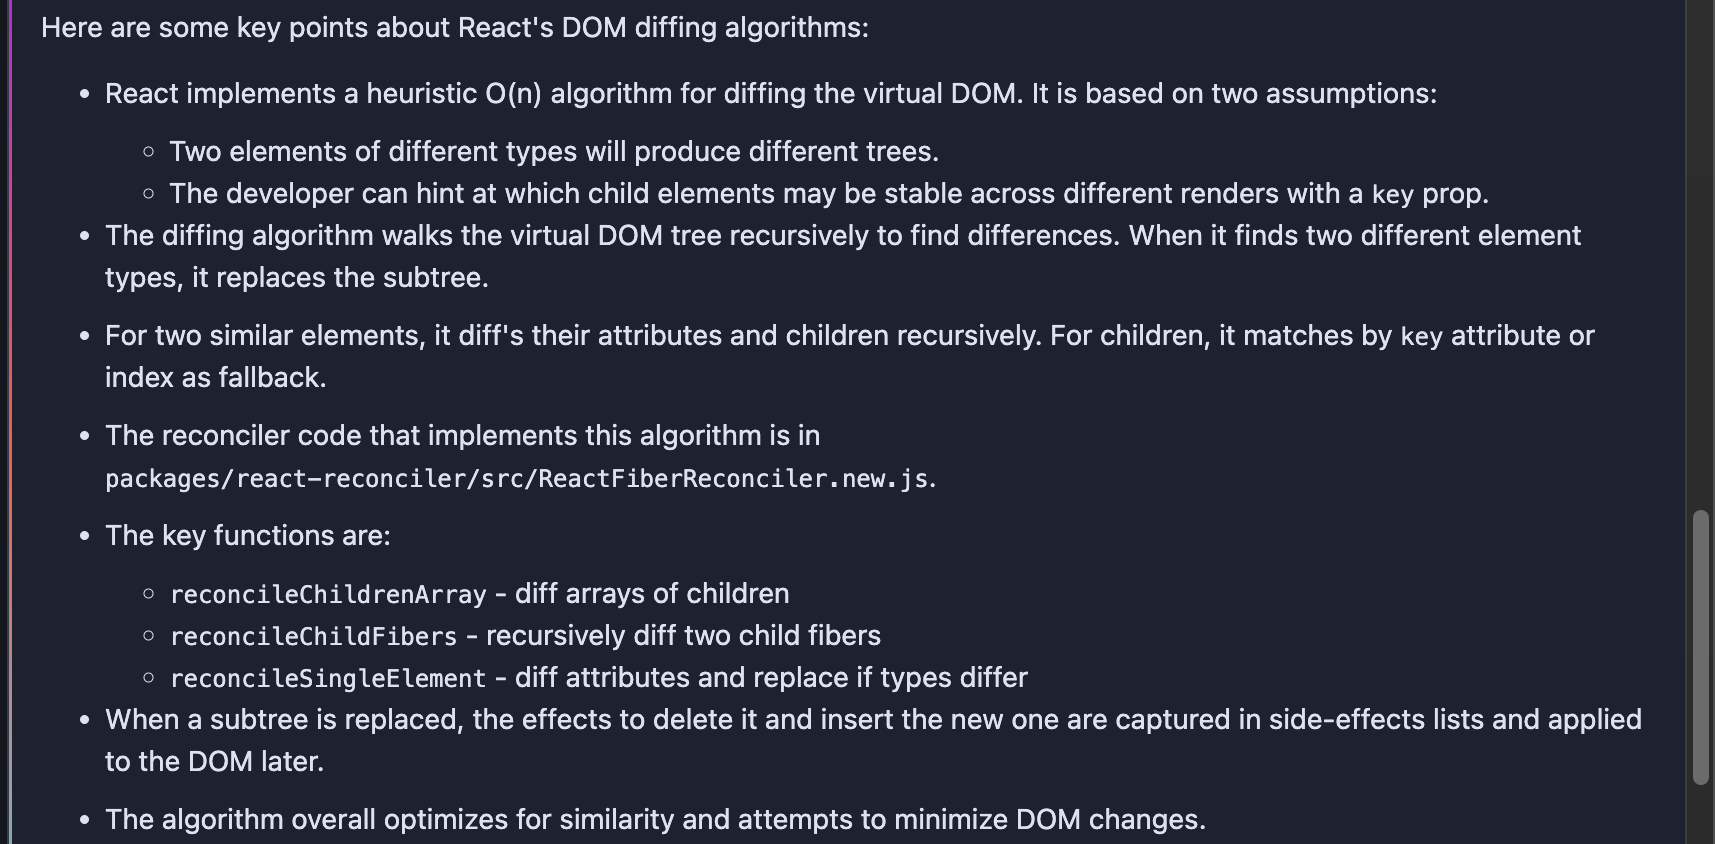 Here are some key points about React's DOM diffing algorithms:
• React implements a heuristic O(n) algorithm for diffing the virtual DOM. It is based on two assumptions:
◦ Two elements of different types will produce different trees.
◦ The developer can hint at which child elements may be stable across different renders with a key prop.
• The diffing algorithm walks the virtual DOM tree recursively to find differences. When it finds two different element
types, it replaces the subtree.
• For two similar elements, it diff's their attributes and children recursively. For children, it matches by key attribute or
index as fallback.
• The reconciler code that implements this algorithm is in
packages/react-reconciler/src/ReactFiberReconciler.new.js.
• The key functions are:
◦ reconcileChildrenArray - diff arrays of children
◦ reconcileChildFibers - recursively diff two child fibers
◦ reconcileSingleElement - diff attributes and replace if types differ
• When a subtree is replaced, the effects to delete it and insert the new one are captured in side-effects lists and applied
to the DOM later.
• The algorithm overall optimizes for similarity and attempts to minimize DOM changes.